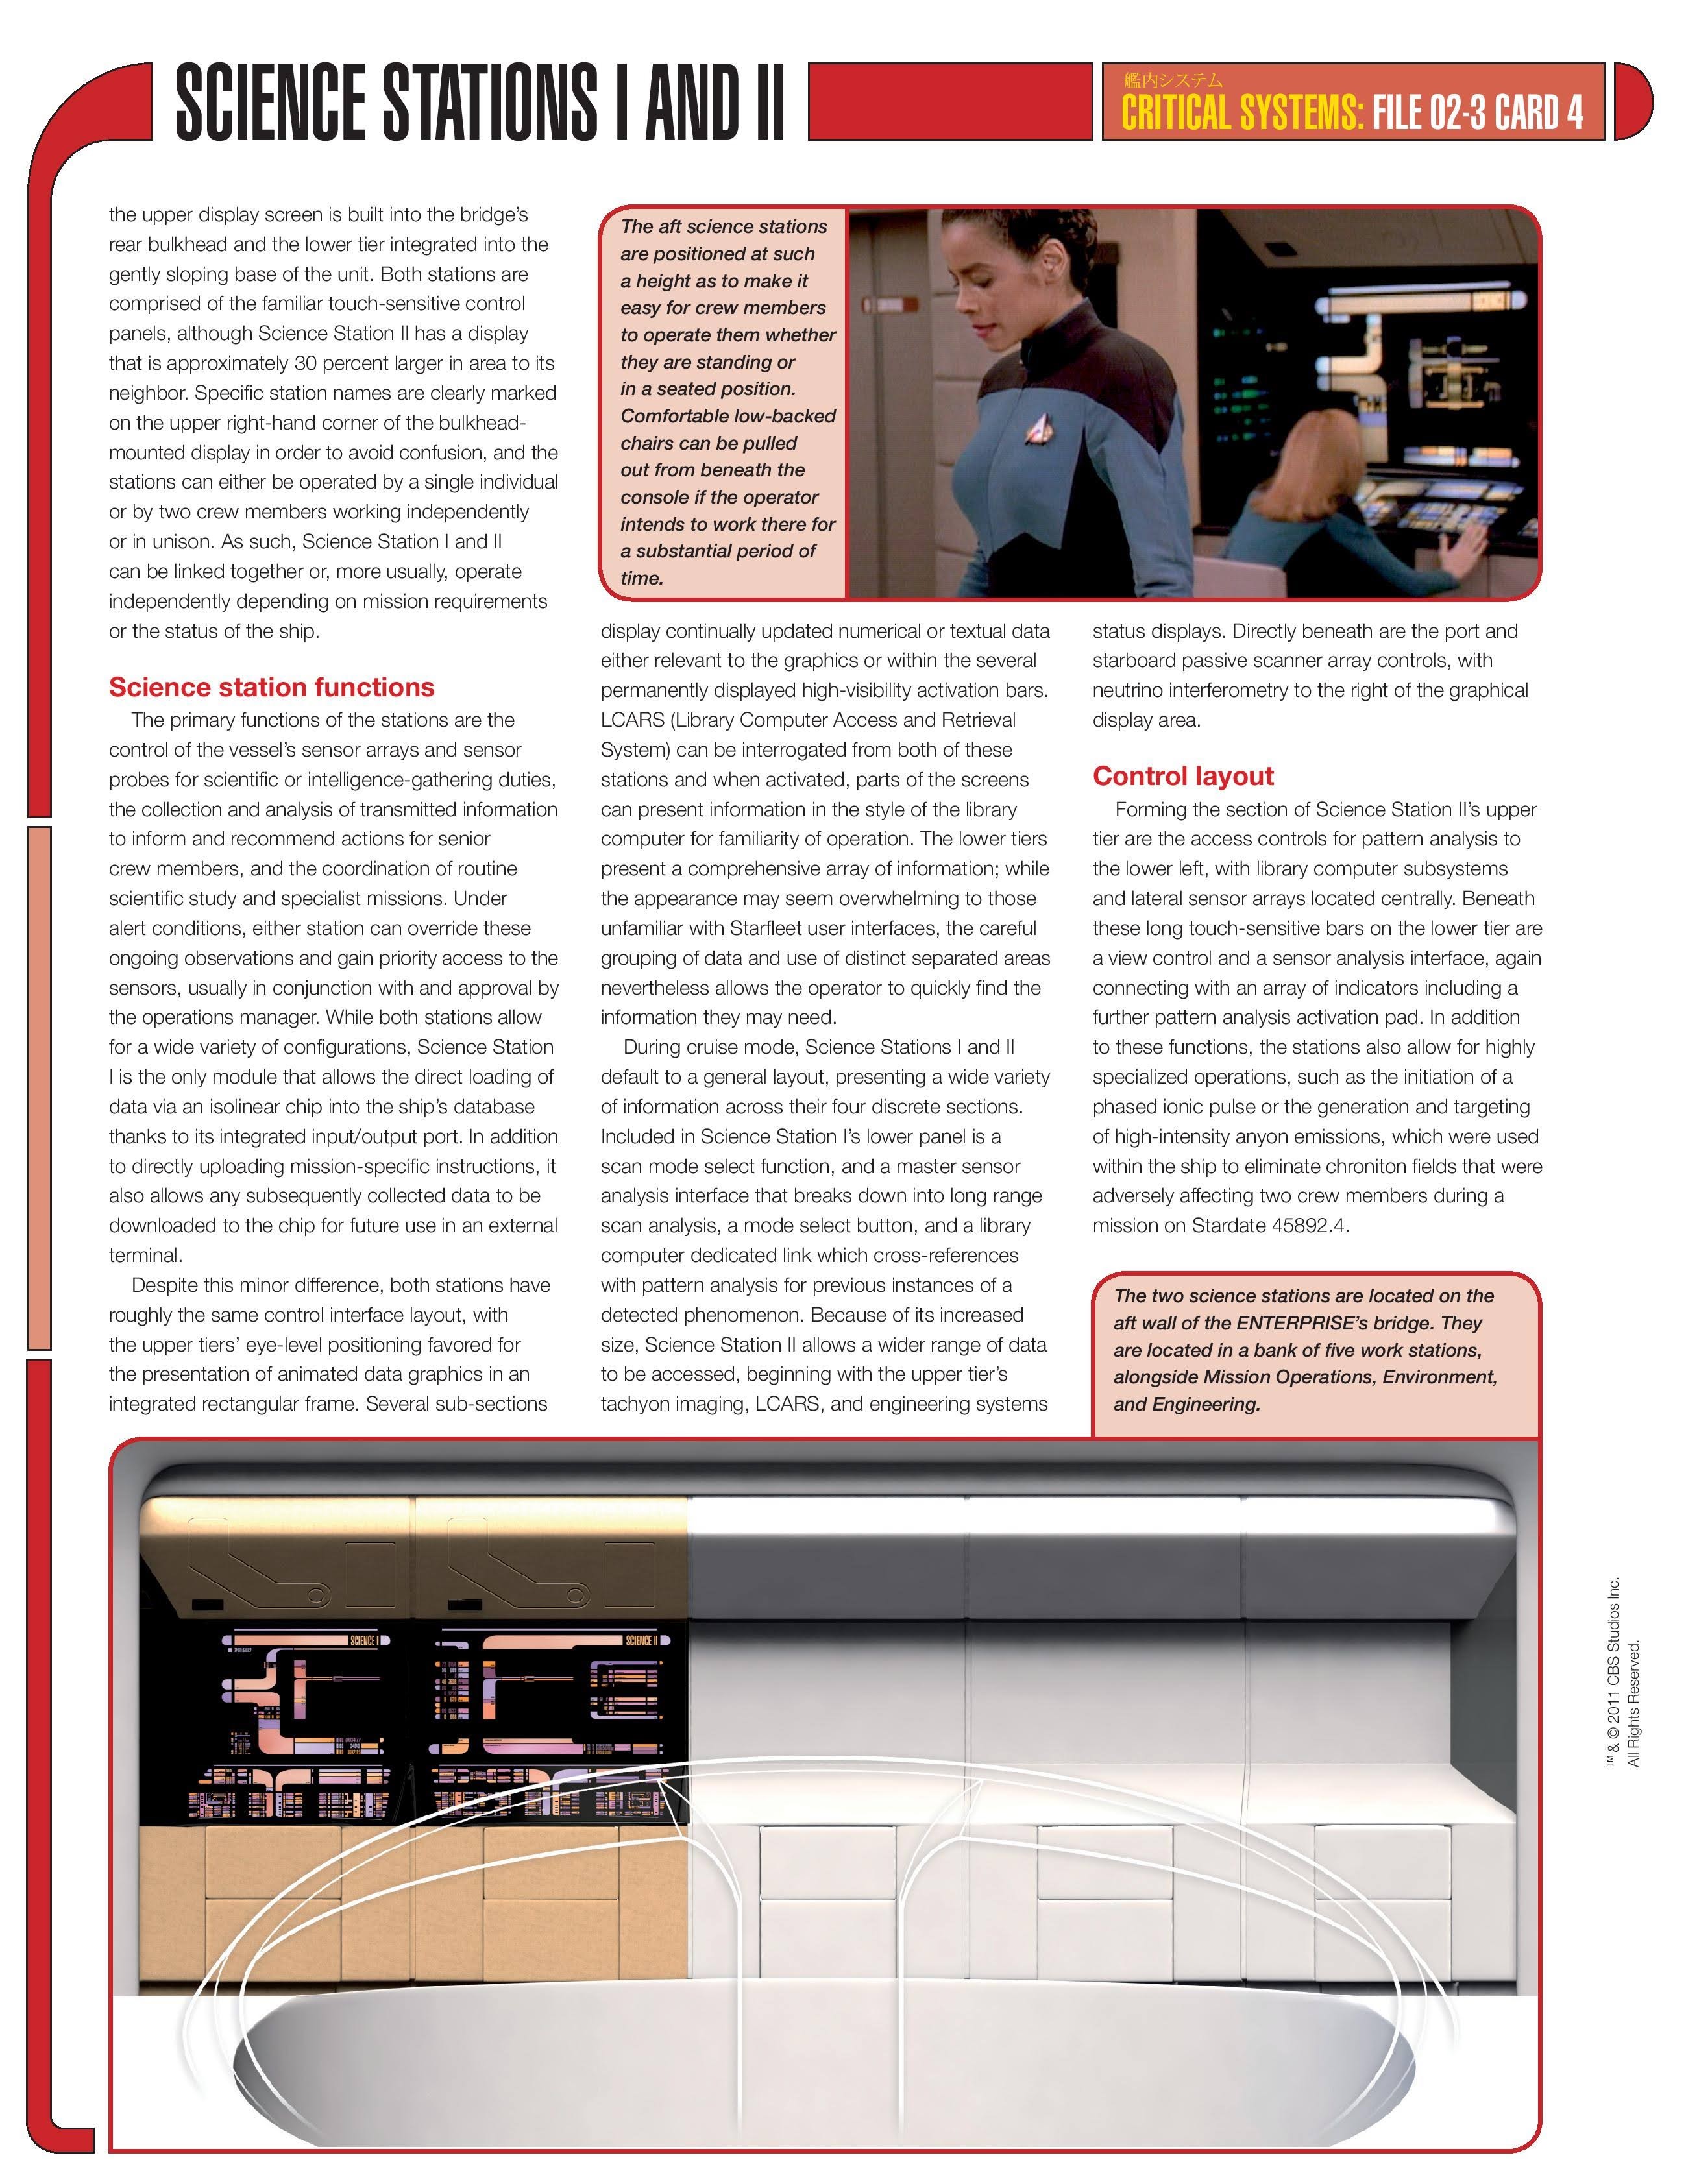 SCIENCE STATIONS I AND II
艦内システム
CRITICAL SYSTEMS: FILE 02-3 CARD 4
the upper display screen is built into the bridge's
rear bulkhead and the lower tier integrated into the
gently sloping base of the unit. Both stations are
comprised of the familiar touch-sensitive control
panels, although Science Station II has a display
that is approximately 30 percent larger in area to its
neighbor. Specific station names are clearly marked
on the upper right-hand corner of the bulkhead-
mounted display in order to avoid confusion, and the
stations can either be operated by a single individual
or by two crew members working independently
or in unison. As such, Science Station I and II
can be linked together or, more usually, operate
independently depending on mission requirements
or the status of the ship.
Science station functions
The primary functions of the stations are the
control of the vessel's sensor arrays and sensor
probes for scientific or intelligence-gathering duties,
the collection and analysis of transmitted information
to inform and recommend actions for senior
crew members, and the coordination of routine
scientific study and specialist missions. Under
alert conditions, either station can override these
ongoing observations and gain priority access to the
sensors, usually in conjunction with and approval by
the operations manager. While both stations allow
for a wide variety of configurations, Science Station
I is the only module that allows the direct loading of
data via an isolinear chip into the ship's database
thanks to its integrated input/output port. In addition
to directly uploading mission-specific instructions, it
also allows any subsequently collected data to be
downloaded to the chip for future use in an external
terminal.
Despite this minor difference, both stations have
roughly the same control interface layout, with
the upper tiers' eye-level positioning favored for
the presentation of animated data graphics in an
integrated rectangular frame. Several sub-sections
The aft science stations
are positioned at such
a height as to make it
easy for crew members
to operate them whether
they are standing or
in a seated position.
Comfortable low-backed
chairs can be pulled
out from beneath the
console if the operator
intends to work there for
a substantial period of
time.
display continually updated numerical or textual data
either relevant to the graphics or within the several
permanently displayed high-visibility activation bars.
LCARS (Library Computer Access and Retrieval
System) can be interrogated from both of these
stations and when activated, parts of the screens
can present information in the style of the library
computer for familiarity of operation. The lower tiers
present a comprehensive array of information; while
the appearance may seem overwhelming to those
unfamiliar with Starfleet user interfaces, the careful
grouping of data and use of distinct separated areas
nevertheless allows the operator to quickly find the
information they may need.
During cruise mode, Science Stations I and II
default to a general layout, presenting a wide variety
of information across their four discrete sections.
Included in Science Station I's lower panel is a
scan mode select function, and a master sensor
analysis interface that breaks down into long range
scan analysis, a mode select button, and a library
computer dedicated link which cross-references
with pattern analysis for previous instances of a
detected phenomenon. Because of its increased
size, Science Station II allows a wider range of data
to be accessed, beginning with the upper tier's
tachyon imaging, LCARS, and engineering systems
status displays. Directly beneath are the port and
starboard passive scanner array controls, with
neutrino interferometry to the right of the graphical
display area.
Control layout
Forming the section of Science Station II's upper
tier are the access controls for pattern analysis to
the lower left, with library computer subsystems
and lateral sensor arrays located centrally. Beneath
these long touch-sensitive bars on the lower tier are
a view control and a sensor analysis interface, again
connecting with an array of indicators including a
further pattern analysis activation pad. In addition
to these functions, the stations also allow for highly
specialized operations, such as the initiation of a
phased ionic pulse or the generation and targeting
of high-intensity anyon emissions, which were used
within the ship to eliminate chroniton fields that were
adversely affecting two crew members during a
mission on Stardate 45892.4.
The two science stations are located on the
aft wall of the ENTERPRISE's bridge. They
are located in a bank of five work stations,
alongside Mission Operations, Environment,
and Engineering.
SCIENCE I
SCIENCE II
™ & © 2011 CBS Studios Inc.
All Rights Reserved.